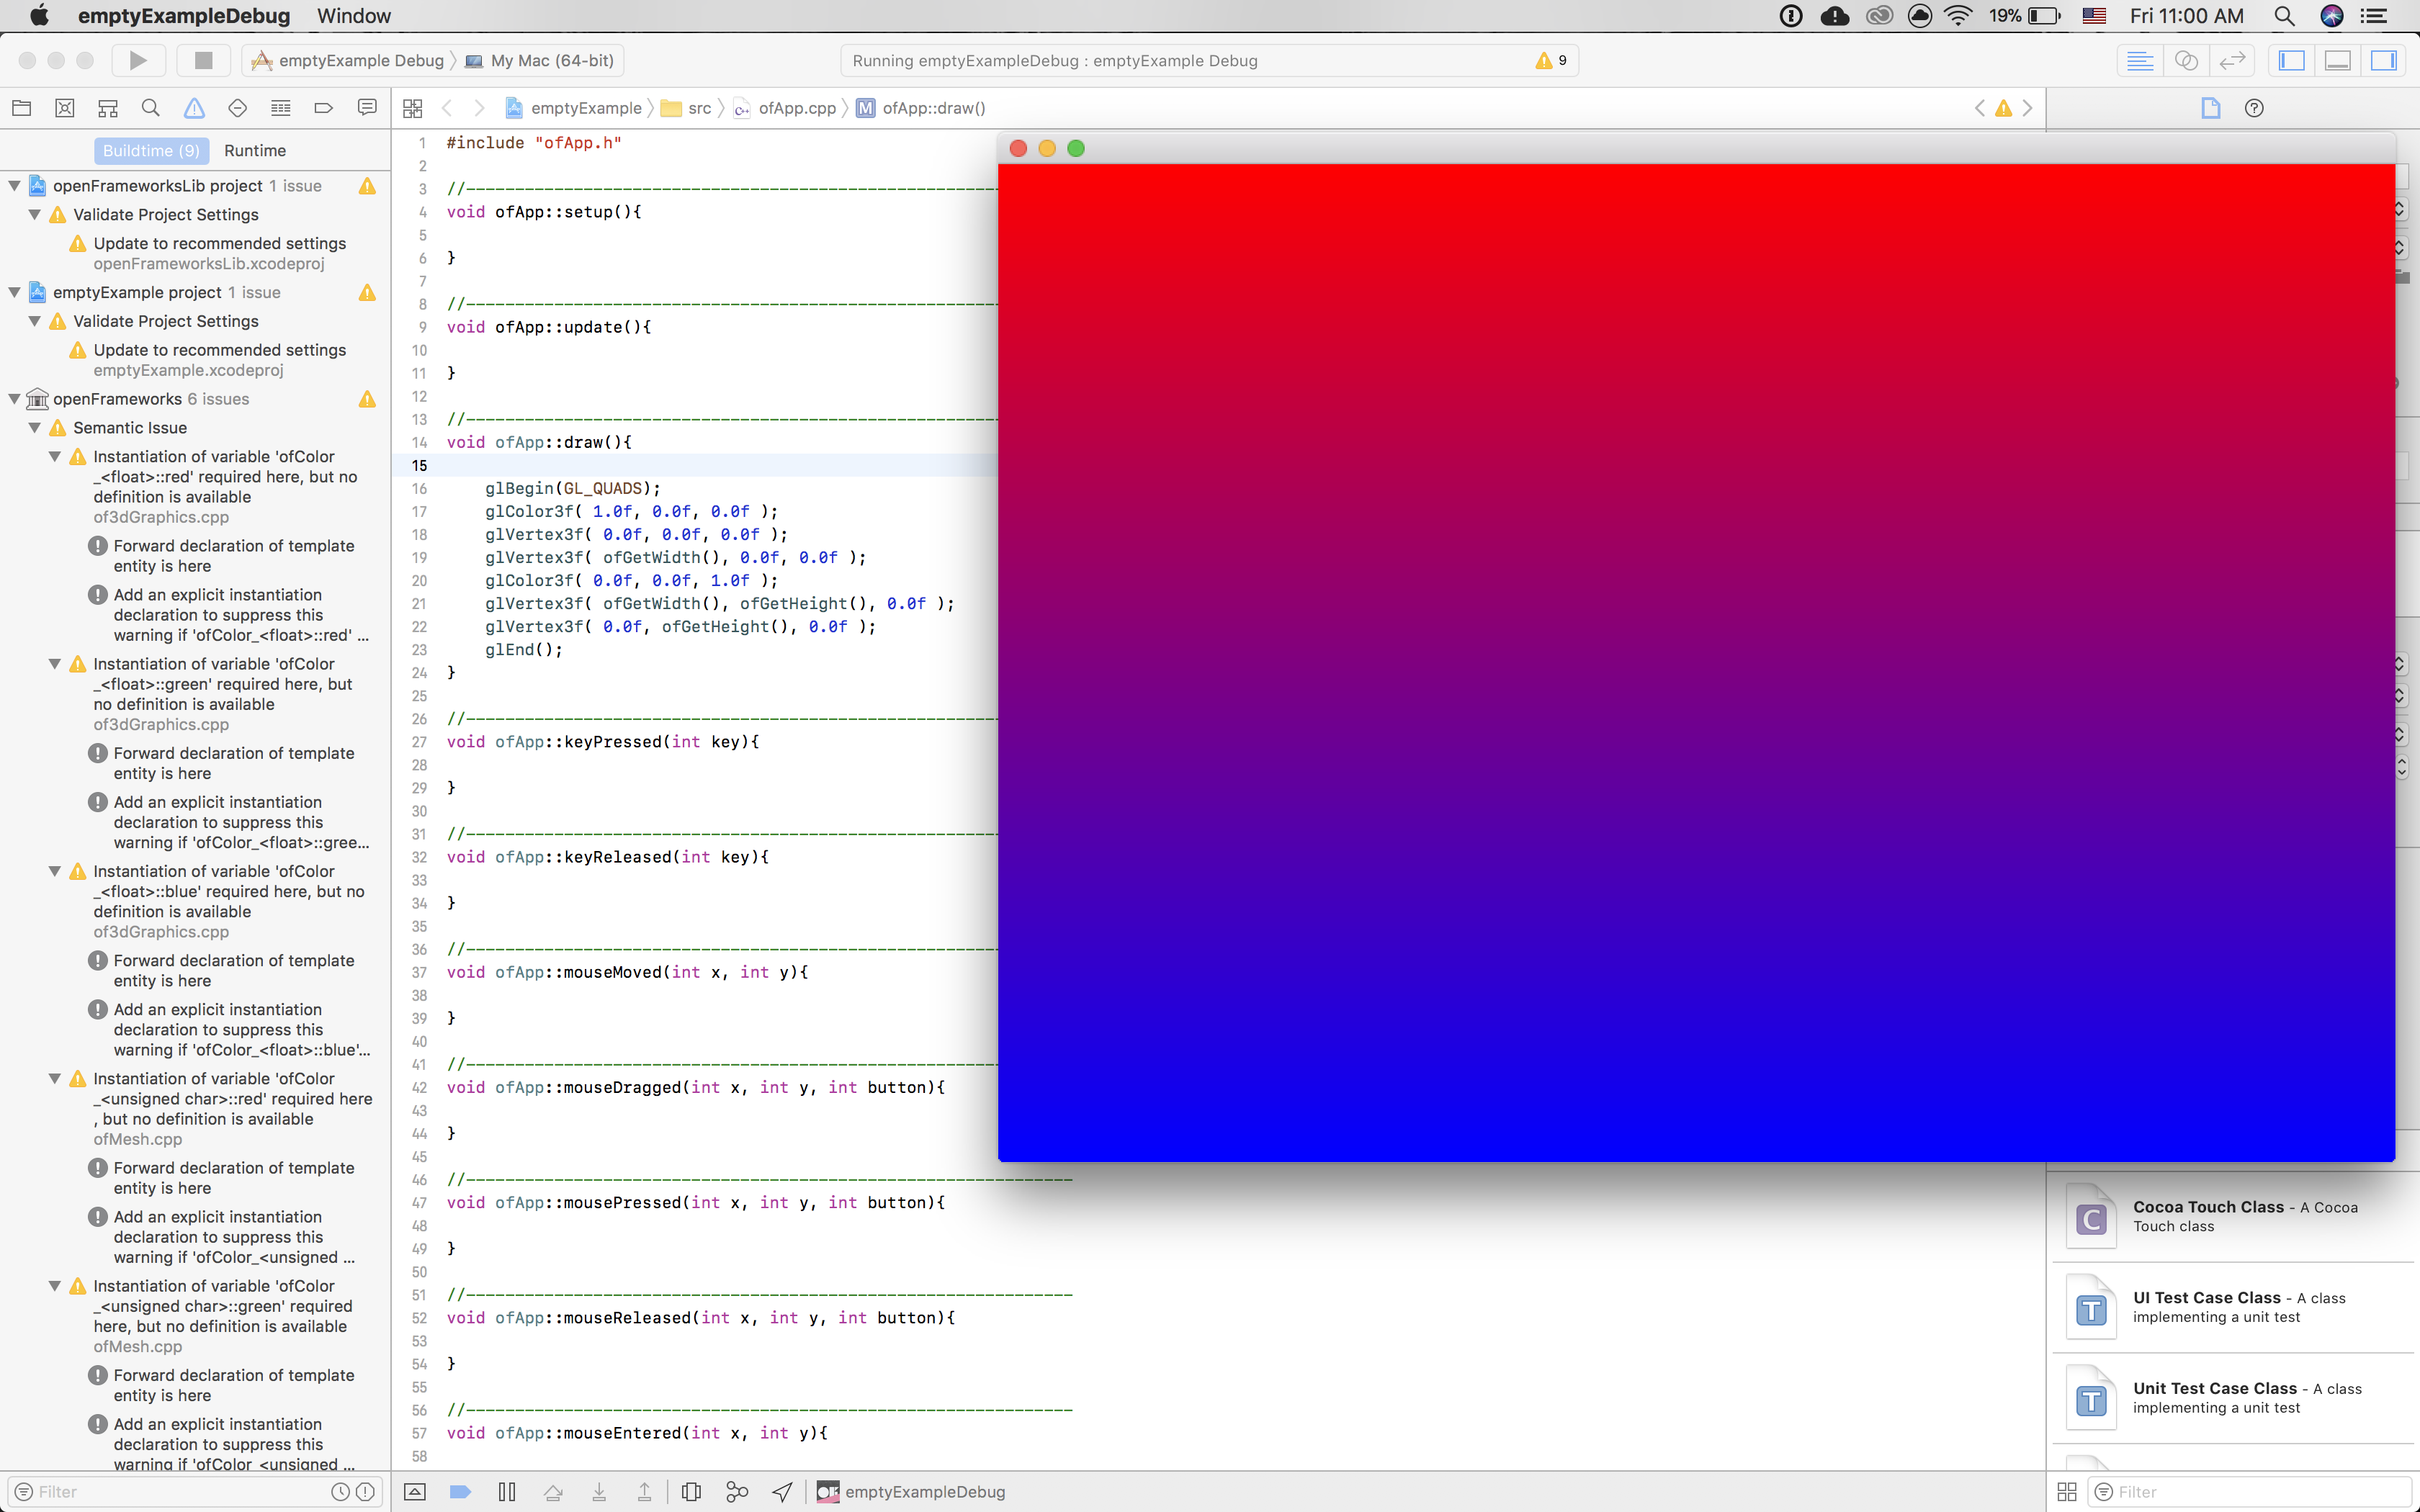 emptyExampleDebug Window 19% Fri 11:00 AM
emptyExample Debug My Mac (64-bit) Running emptyExampleDebug : emptyExample Debug 9
emptyExample src ofApp.cpp M ofApp::draw()
Buildtime (9) Runtime
openFrameworksLib project 1 issue
Validate Project Settings
Update to recommended settings
openFrameworksLib.xcodeproj
emptyExample project 1 issue
Validate Project Settings
Update to recommended settings
emptyExample.xcodeproj
openFrameworks 6 issues
Semantic Issue
Instantiation of variable 'ofColor
_<float>::red' required here, but no
definition is available
of3dGraphics.cpp
Forward declaration of template
entity is here
Add an explicit instantiation
declaration to suppress this
warning if 'ofColor_<float>::red' ...
Instantiation of variable 'ofColor
_<float>::green' required here, but
no definition is available
of3dGraphics.cpp
Forward declaration of template
entity is here
Add an explicit instantiation
declaration to suppress this
warning if 'ofColor_<float>::gree...
Instantiation of variable 'ofColor
_<float>::blue' required here, but no
definition is available
of3dGraphics.cpp
Forward declaration of template
entity is here
Add an explicit instantiation
declaration to suppress this
warning if 'ofColor_<float>::blue'...
Instantiation of variable 'ofColor
_<unsigned char>::red' required here
, but no definition is available
ofMesh.cpp
Forward declaration of template
entity is here
Add an explicit instantiation
declaration to suppress this
warning if 'ofColor_<unsigned ...
Instantiation of variable 'ofColor
_<unsigned char>::green' required
here, but no definition is available
ofMesh.cpp
Forward declaration of template
entity is here
Add an explicit instantiation
declaration to suppress this
warning if 'ofColor_<unsigned ...
Filter
1 #include "ofApp.h"
2
3 //------------------------------------------------------
4 void ofApp::setup(){
5
6 }
7
8 //------------------------------------------------------
9 void ofApp::update(){
10
11 }
12
13 //------------------------------------------------------
14 void ofApp::draw(){
15
16 glBegin(GL_QUADS);
17 glColor3f( 1.0f, 0.0f, 0.0f );
18 glVertex3f( 0.0f, 0.0f, 0.0f );
19 glVertex3f( ofGetWidth(), 0.0f, 0.0f );
20 glColor3f( 0.0f, 0.0f, 1.0f );
21 glVertex3f( ofGetWidth(), ofGetHeight(), 0.0f );
22 glVertex3f( 0.0f, ofGetHeight(), 0.0f );
23 glEnd();
24 }
25
26 //------------------------------------------------------
27 void ofApp::keyPressed(int key){
28
29 }
30
31 //------------------------------------------------------
32 void ofApp::keyReleased(int key){
33
34 }
35
36 //------------------------------------------------------
37 void ofApp::mouseMoved(int x, int y){
38
39 }
40
41 //------------------------------------------------------
42 void ofApp::mouseDragged(int x, int y, int button){
43
44 }
45
46 //--------------------------------------------------------------
47 void ofApp::mousePressed(int x, int y, int button){
48
49 }
50
51 //--------------------------------------------------------------
52 void ofApp::mouseReleased(int x, int y, int button){
53
54 }
55
56 //--------------------------------------------------------------
57 void ofApp::mouseEntered(int x, int y){
58
emptyExampleDebug
C
Cocoa Touch Class - A Cocoa
Touch class
T
UI Test Case Class - A class
implementing a unit test
T
Unit Test Case Class - A class
implementing a unit test
Filter